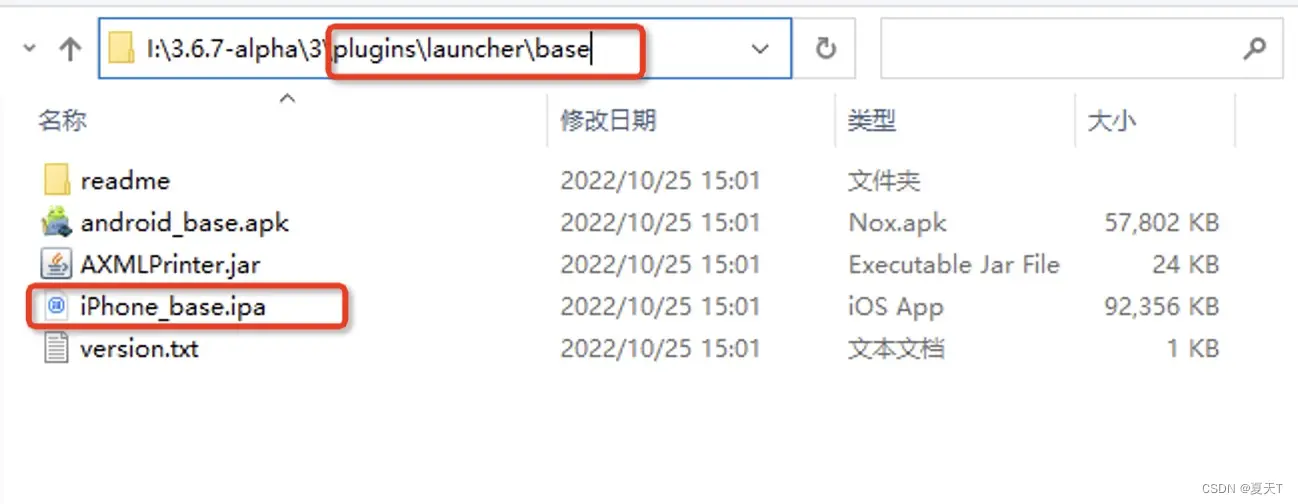 I:\3.6.7-alpha\3\plugins\launcher\base
名称 修改日期 类型 大小
readme 2022/10/25 15:01 文件夹
android_base.apk 2022/10/25 15:01 Nox.apk 57,802 KB
AXMLPrinter.jar 2022/10/25 15:01 Executable Jar File 24 KB
iPhone_base.ipa 2022/10/25 15:01 iOS App 92,356 KB
version.txt 2022/10/25 15:01 文本文档 1 KB
CSDN @夏天T